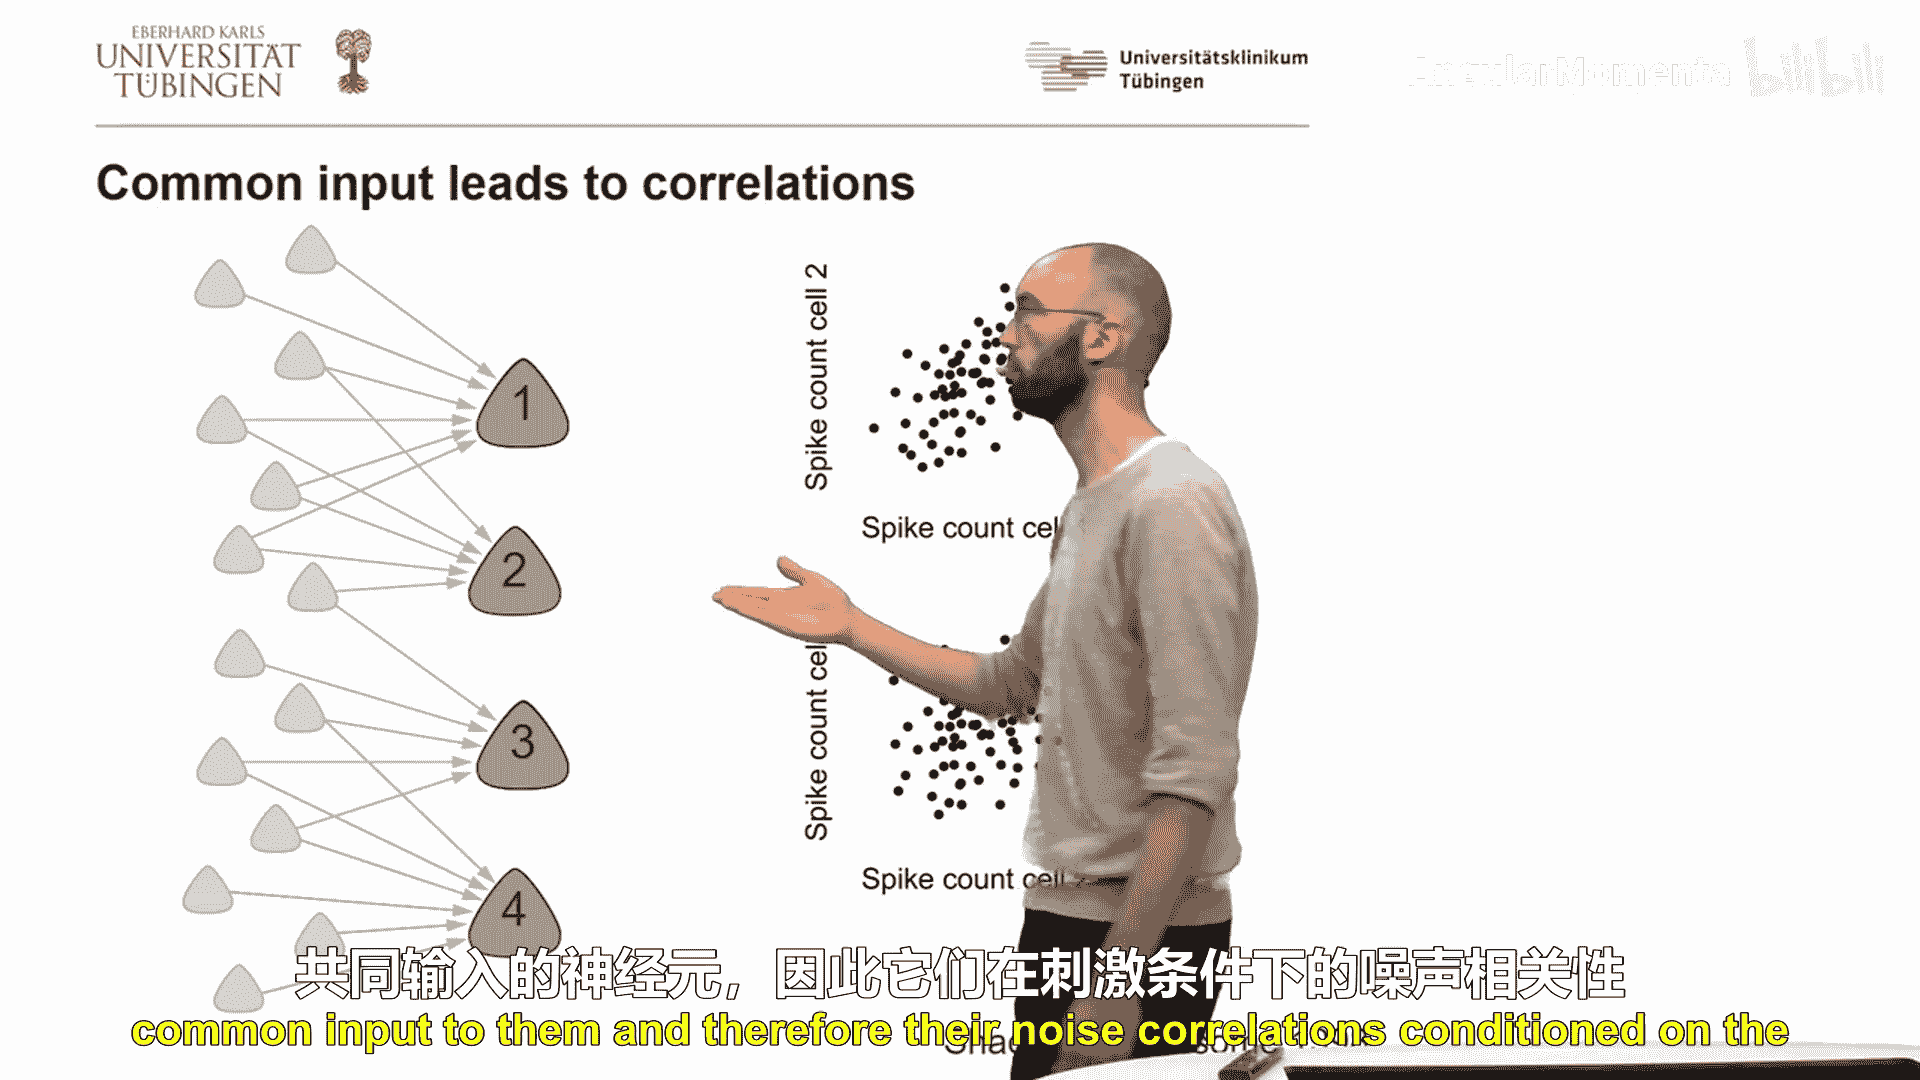 EBERHARD KARLS
UNIVERSITÄT
TÜBINGEN
Universitätsklinikum
Tübingen
AngularMomenta
bilibili
Common input leads to correlations
1
2
3
4
Spike count cell 2
Spike count cel
Spike count cel
Spike count cell
共同输入的神经元，因此它们在刺激条件下的噪声相关性
common input to them and therefore their noise correlations conditioned on the